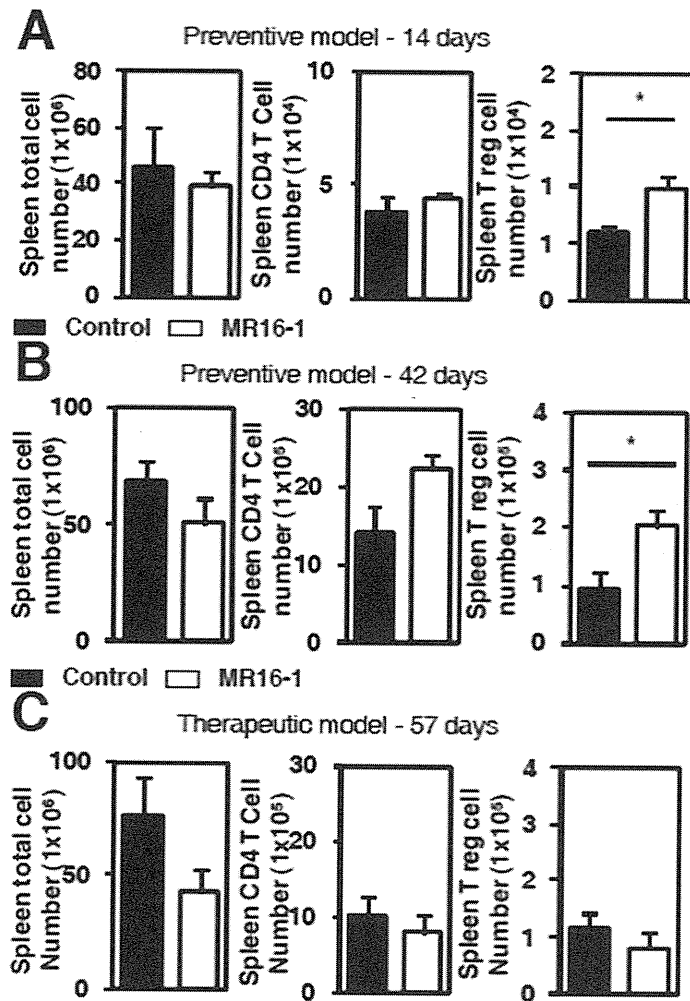 A
Preventive model - 14 days
Spleen total cell
number (1x10⁶)
80
60
40
20
0
Spleen CD4 T Cell
number (1x10⁴)
10
5
0
Spleen T reg cell
number (1x10⁴)
2
2
1
1
0
*
Control MR16-1
B
Preventive model - 42 days
Spleen total cell
number (1x10⁶)
100
50
0
Spleen CD4 T Cell
number (1x10⁵)
30
20
10
0
Spleen T reg cell
number (1x10⁵)
4
3
2
1
0
*
Control MR16-1
C
Therapeutic model - 57 days
Spleen total cell
Number (1x10⁶)
100
50
0
Spleen CD4 T Cell
Number (1x10⁵)
30
20
10
0
Spleen T reg cell
Number (1x10⁵)
4
3
2
1
0